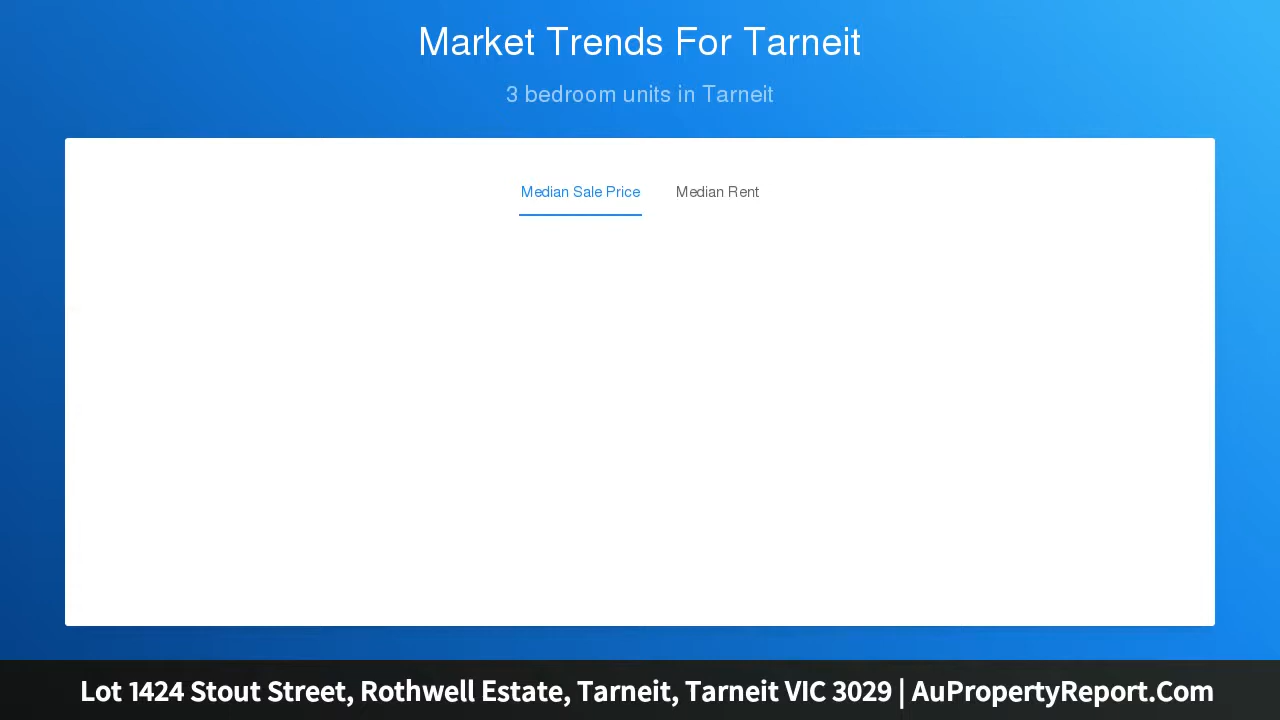 Market Trends For Tarneit
3 bedroom units in Tarneit
Median Sale Price Median Rent
Lot 1424 Stout Street, Rothwell Estate, Tarneit, Tarneit VIC 3029 | AuPropertyReport.Com